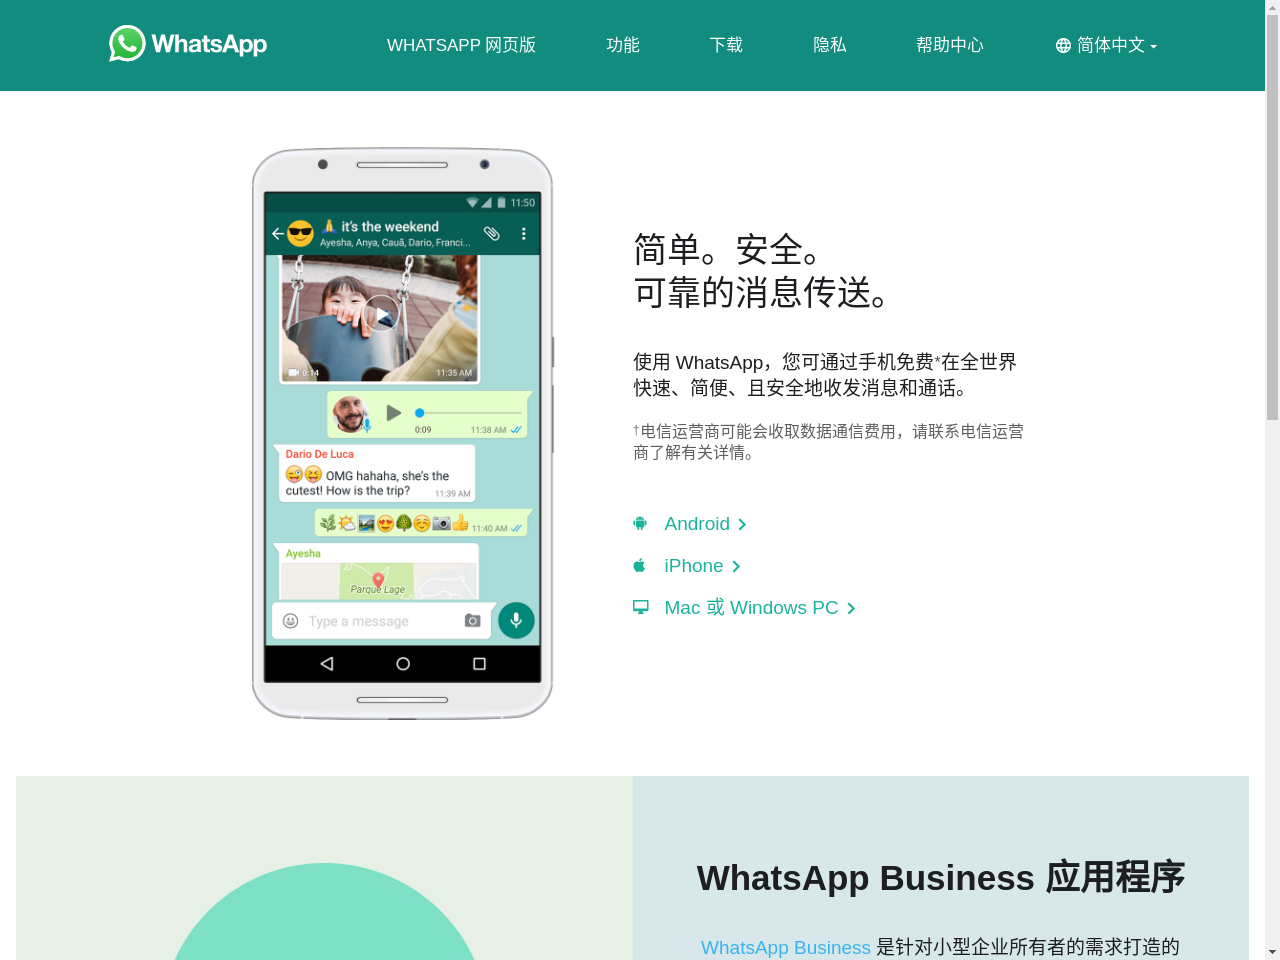 WhatsApp
WHATSAPP 网页版
功能
下载
隐私
帮助中心
简体中文
11:50
it's the weekend
Ayesha, Anya, Cauã, Dario, Franci...
0:14
11:35 AM
0:09
11:38 AM
Dario De Luca
OMG hahaha, she's the
cutest! How is the trip?
11:39 AM
11:40 AM
Ayesha
Parque Lage
Type a message
简单。安全。
可靠的消息传送。
使用 WhatsApp，您可通过手机免费*在全世界
快速、简便、且安全地收发消息和通话。
†电信运营商可能会收取数据通信费用，请联系电信运营
商了解有关详情。
Android
iPhone
Mac 或 Windows PC
WhatsApp Business 应用程序
WhatsApp Business 是针对小型企业所有者的需求打造的